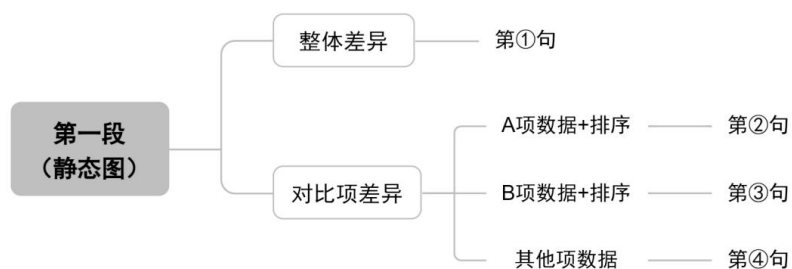 整体差异
第①句
第一段
（静态图）
对比项差异
A项数据+排序
第②句
B项数据+排序
第③句
其他项数据
第④句